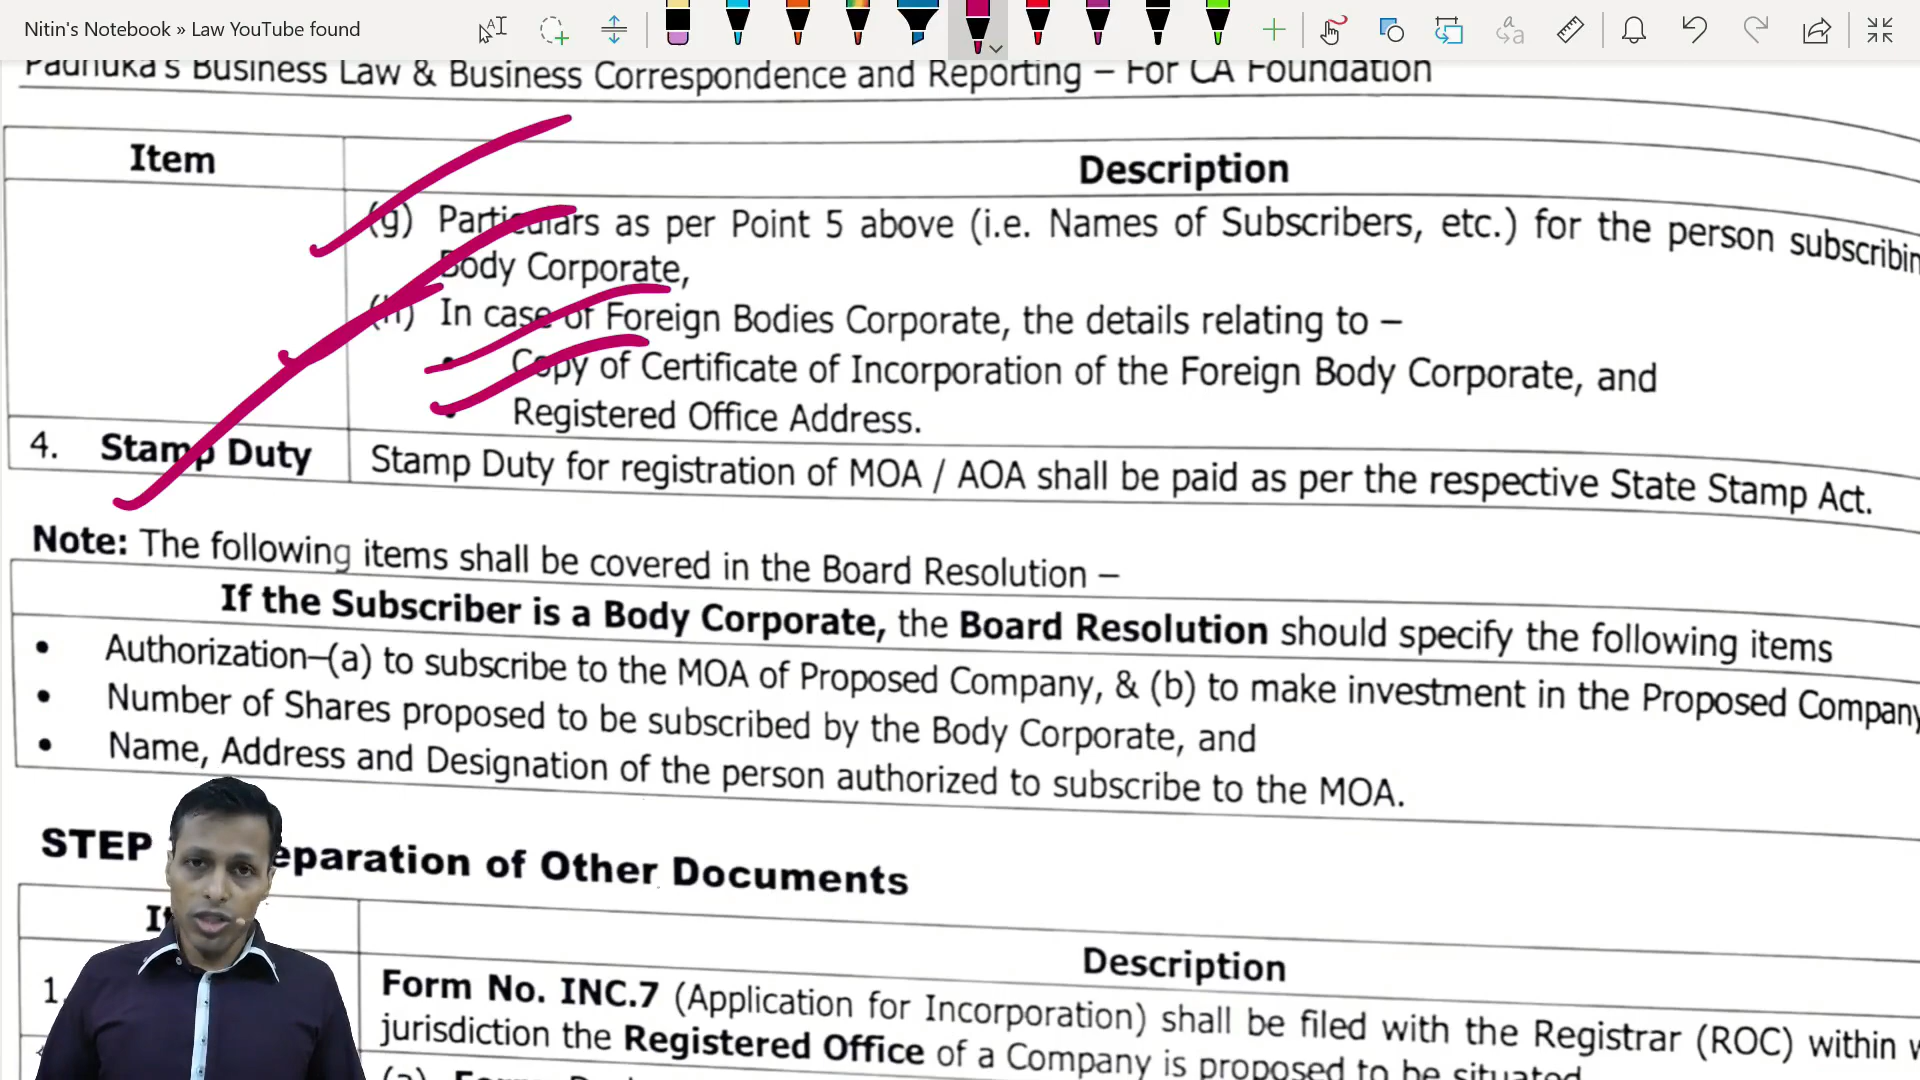 Nitin's Notebook » Law YouTube found
Padhuka's Business Law & Business Correspondence and Reporting – For CA Foundation
Item
Description
(g) Particulars as per Point 5 above (i.e. Names of Subscribers, etc.) for the person
Body Corporate,
(h) In case of Foreign Bodies Corporate, the details relating to –
• Copy of Certificate of Incorporation of the Foreign Body Corporate, and
• Registered Office Address.
4. Stamp Duty
Stamp Duty for registration of MOA / AOA shall be paid as per the respective State Stamp Act.
Note: The following items shall be covered in the Board Resolution –
If the Subscriber is a Body Corporate, the Board Resolution should specify the following items
• Authorization–(a) to subscribe to the MOA of Proposed Company, & (b) to make investment in the Proposed Company
• Number of Shares proposed to be subscribed by the Body Corporate, and
• Name, Address and Designation of the person authorized to subscribe to the MOA.
STEP eparation of Other Documents
Description
1.
Form No. INC.7 (Application for Incorporation) shall be filed with the Registrar (ROC) within
jurisdiction the Registered Office of a Company is proposed to be situated